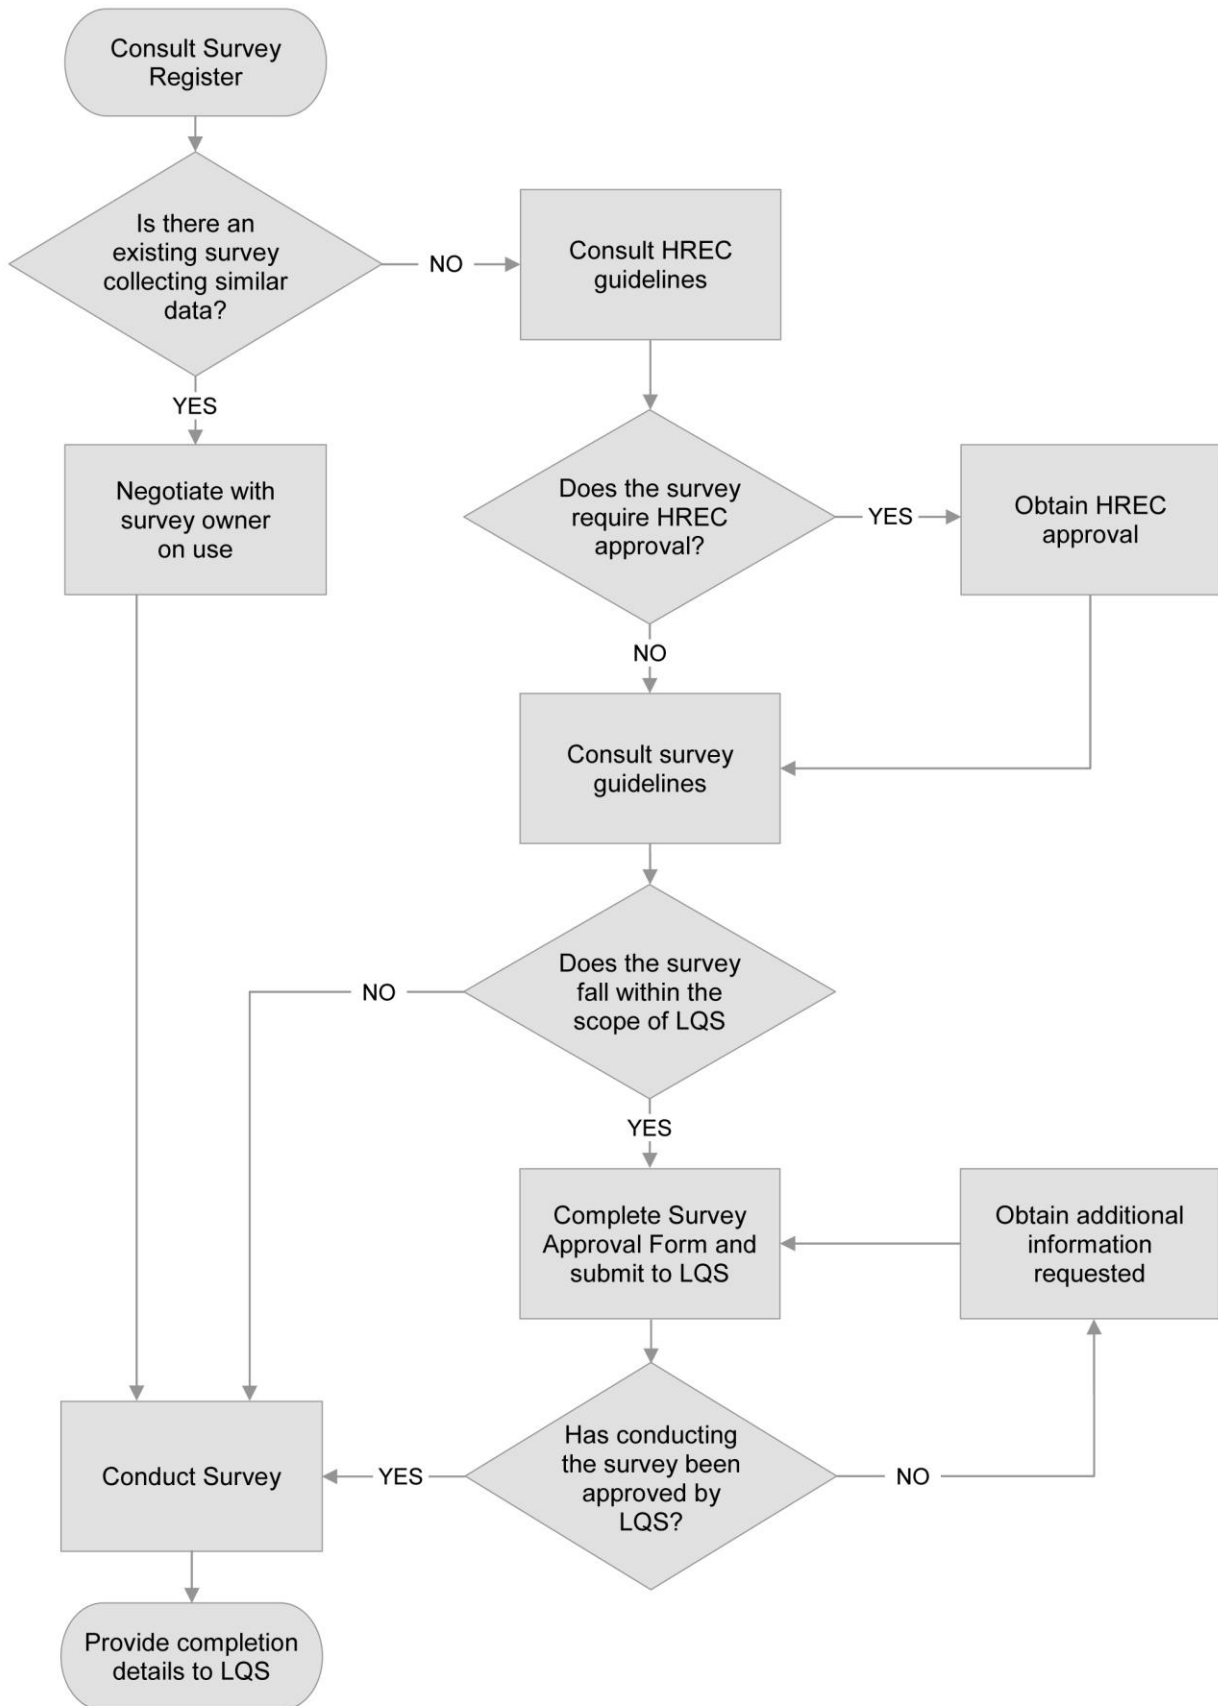 Consult Survey
Register
Is there an
existing survey
collecting similar
data?
NO
Consult HREC
guidelines
YES
Negotiate with
survey owner
on use
Does the survey
require HREC
approval?
YES
Obtain HREC
approval
NO
Consult survey
guidelines
Does the survey
fall within the
scope of LQS
NO
YES
Complete Survey
Approval Form and
submit to LQS
Obtain additional
information
requested
Has conducting
the survey been
approved by
LQS?
NO
YES
Conduct Survey
Provide completion
details to LQS